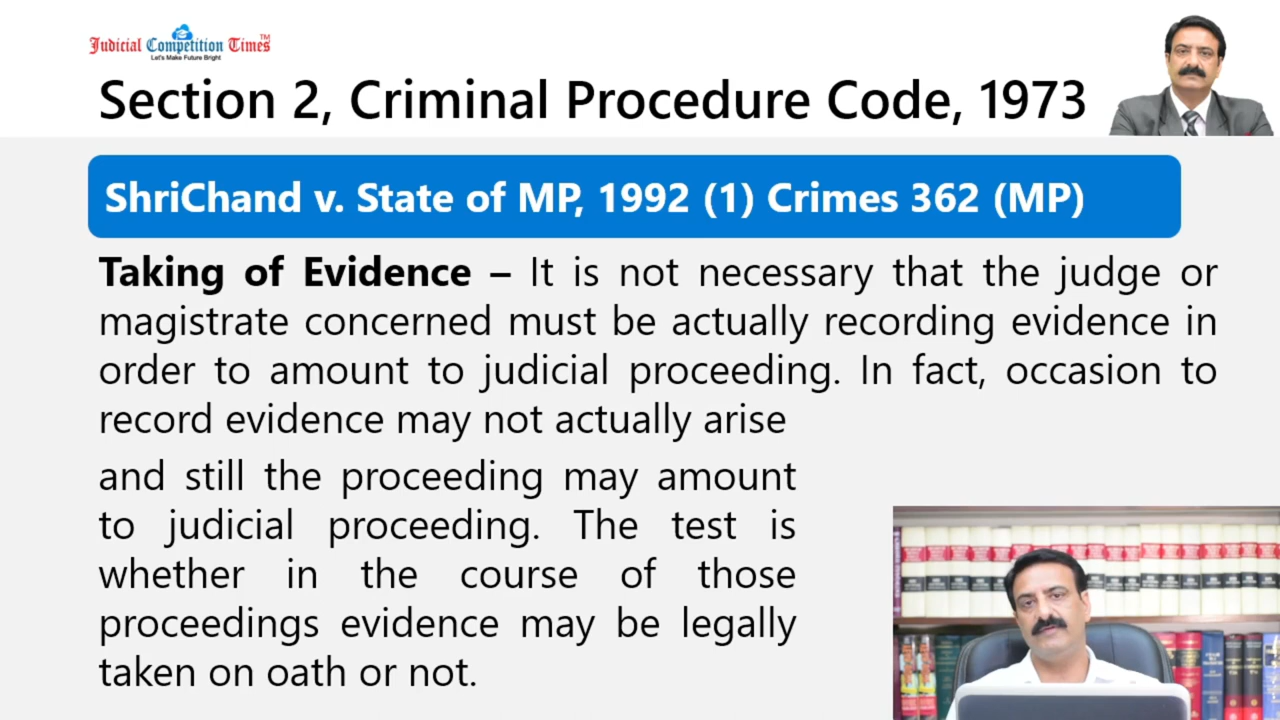 Judicial Competition Times™
Let's Make Future Bright
Section 2, Criminal Procedure Code, 1973
ShriChand v. State of MP, 1992 (1) Crimes 362 (MP)
Taking of Evidence – It is not necessary that the judge or
magistrate concerned must be actually recording evidence in
order to amount to judicial proceeding. In fact, occasion to
record evidence may not actually arise
and still the proceeding may amount
to judicial proceeding. The test is
whether in the course of those
proceedings evidence may be legally
taken on oath or not.